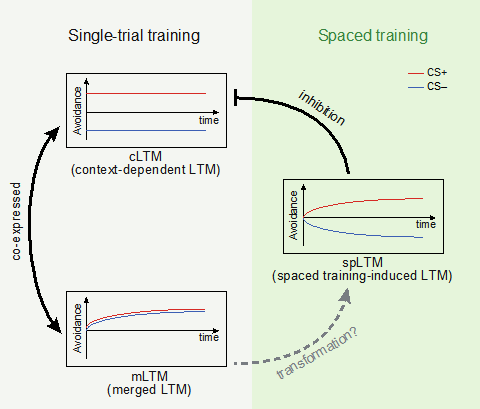 Single-trial training
Spaced training
CS+
CS–
Avoidance
time
cLTM
(context-dependent LTM)
inhibition
co-expressed
Avoidance
time
spLTM
(spaced training-induced LTM)
Avoidance
time
mLTM
(merged LTM)
transformation?